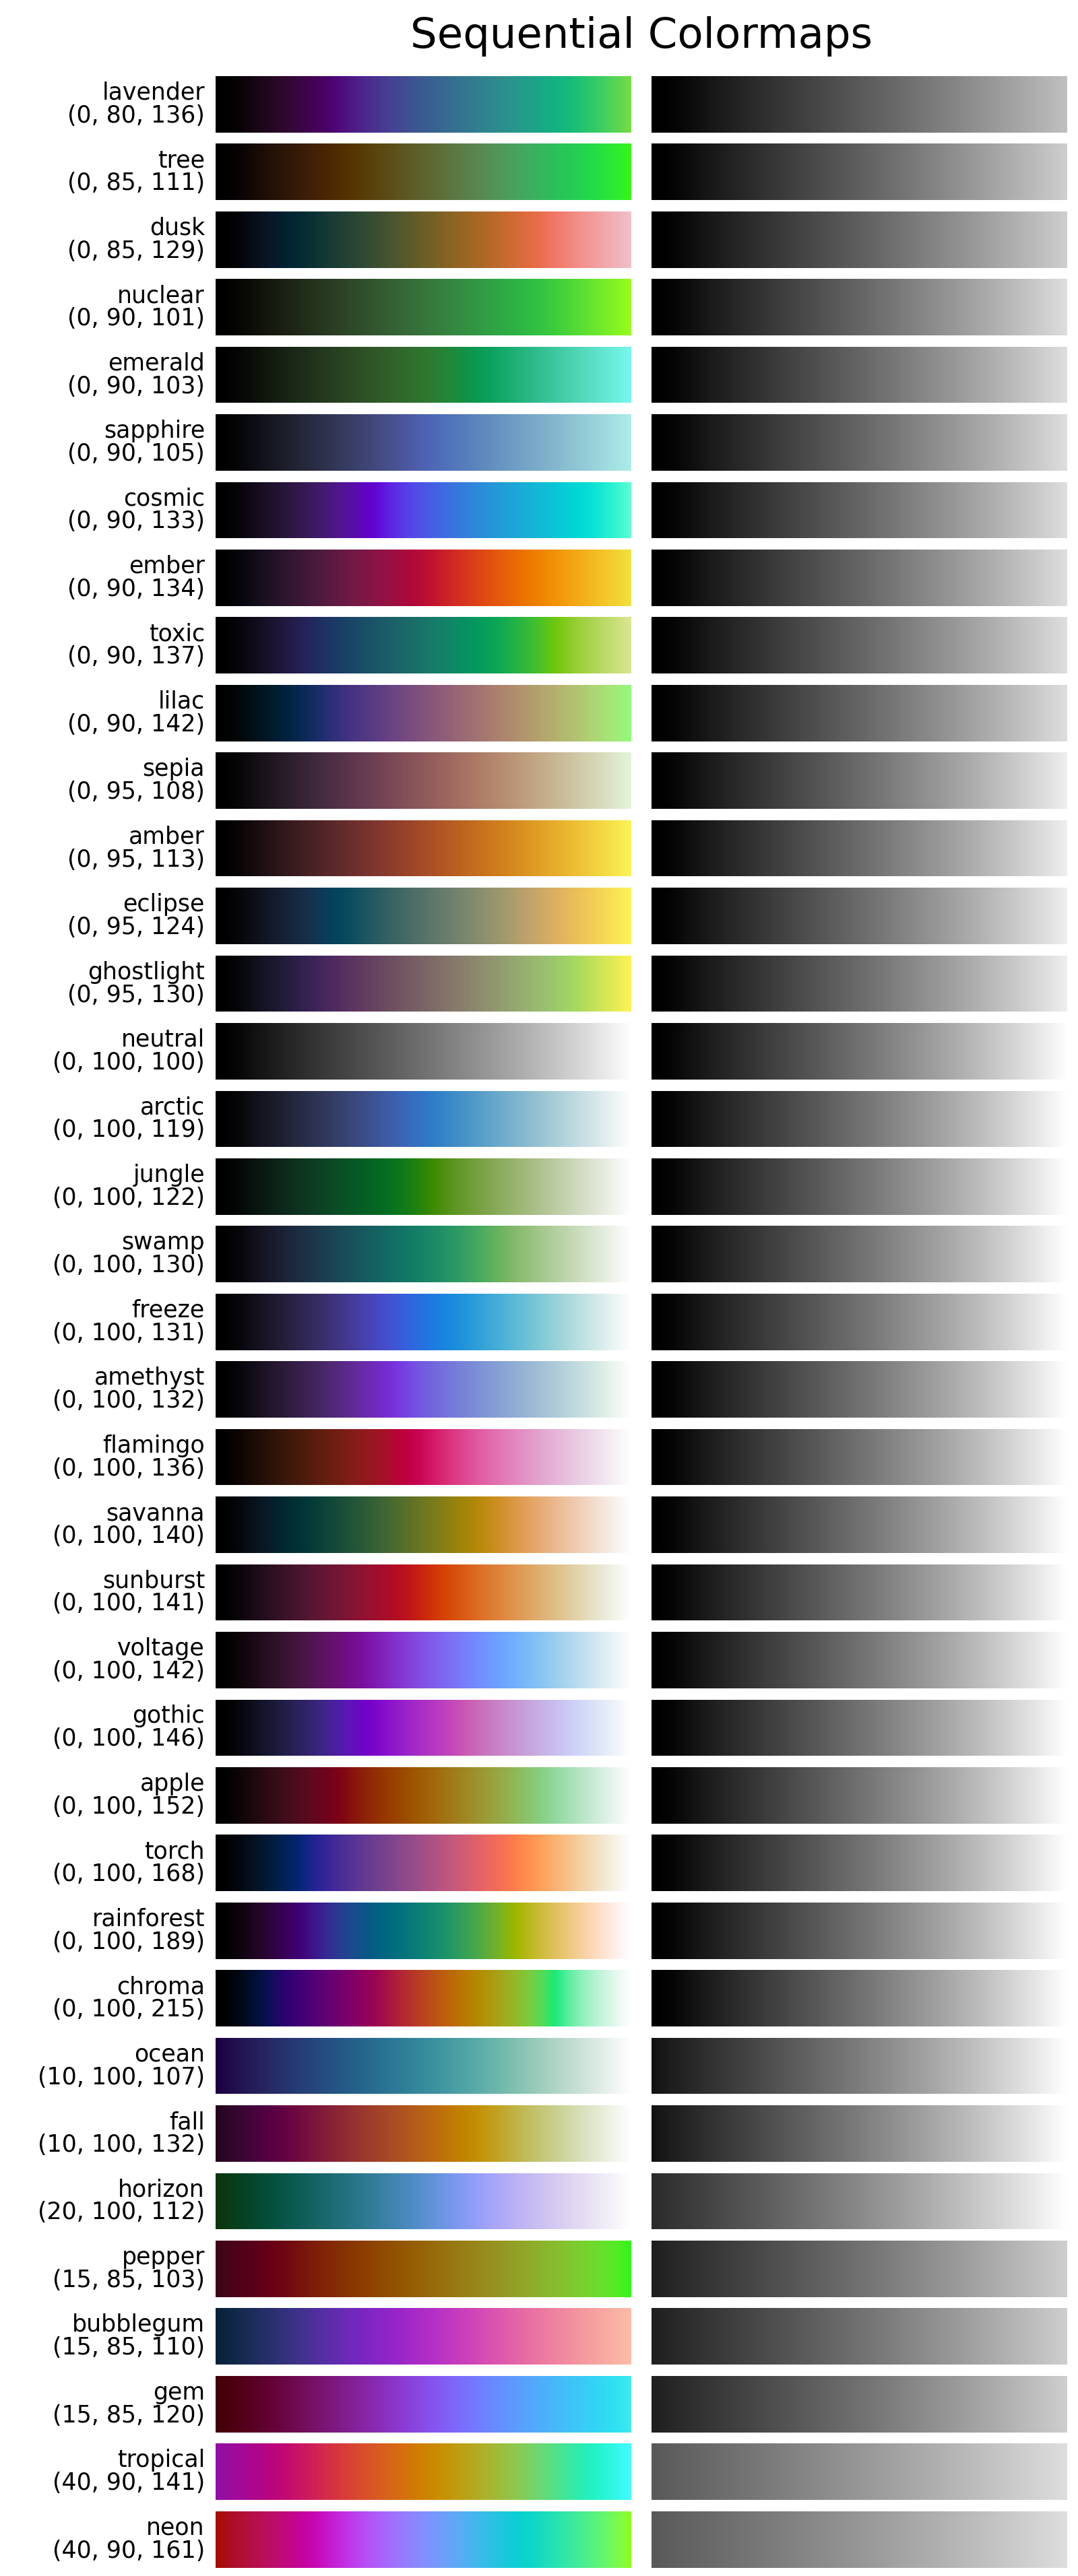 Sequential Colormaps
lavender
(0, 80, 136)
tree
(0, 85, 111)
dusk
(0, 85, 129)
nuclear
(0, 90, 101)
emerald
(0, 90, 103)
sapphire
(0, 90, 105)
cosmic
(0, 90, 133)
ember
(0, 90, 134)
toxic
(0, 90, 137)
lilac
(0, 90, 142)
sepia
(0, 95, 108)
amber
(0, 95, 113)
eclipse
(0, 95, 124)
ghostlight
(0, 95, 130)
neutral
(0, 100, 100)
arctic
(0, 100, 119)
jungle
(0, 100, 122)
swamp
(0, 100, 130)
freeze
(0, 100, 131)
amethyst
(0, 100, 132)
flamingo
(0, 100, 136)
savanna
(0, 100, 140)
sunburst
(0, 100, 141)
voltage
(0, 100, 142)
gothic
(0, 100, 146)
apple
(0, 100, 152)
torch
(0, 100, 168)
rainforest
(0, 100, 189)
chroma
(0, 100, 215)
ocean
(10, 100, 107)
fall
(10, 100, 132)
horizon
(20, 100, 112)
pepper
(15, 85, 103)
bubblegum
(15, 85, 110)
gem
(15, 85, 120)
tropical
(40, 90, 141)
neon
(40, 90, 161)